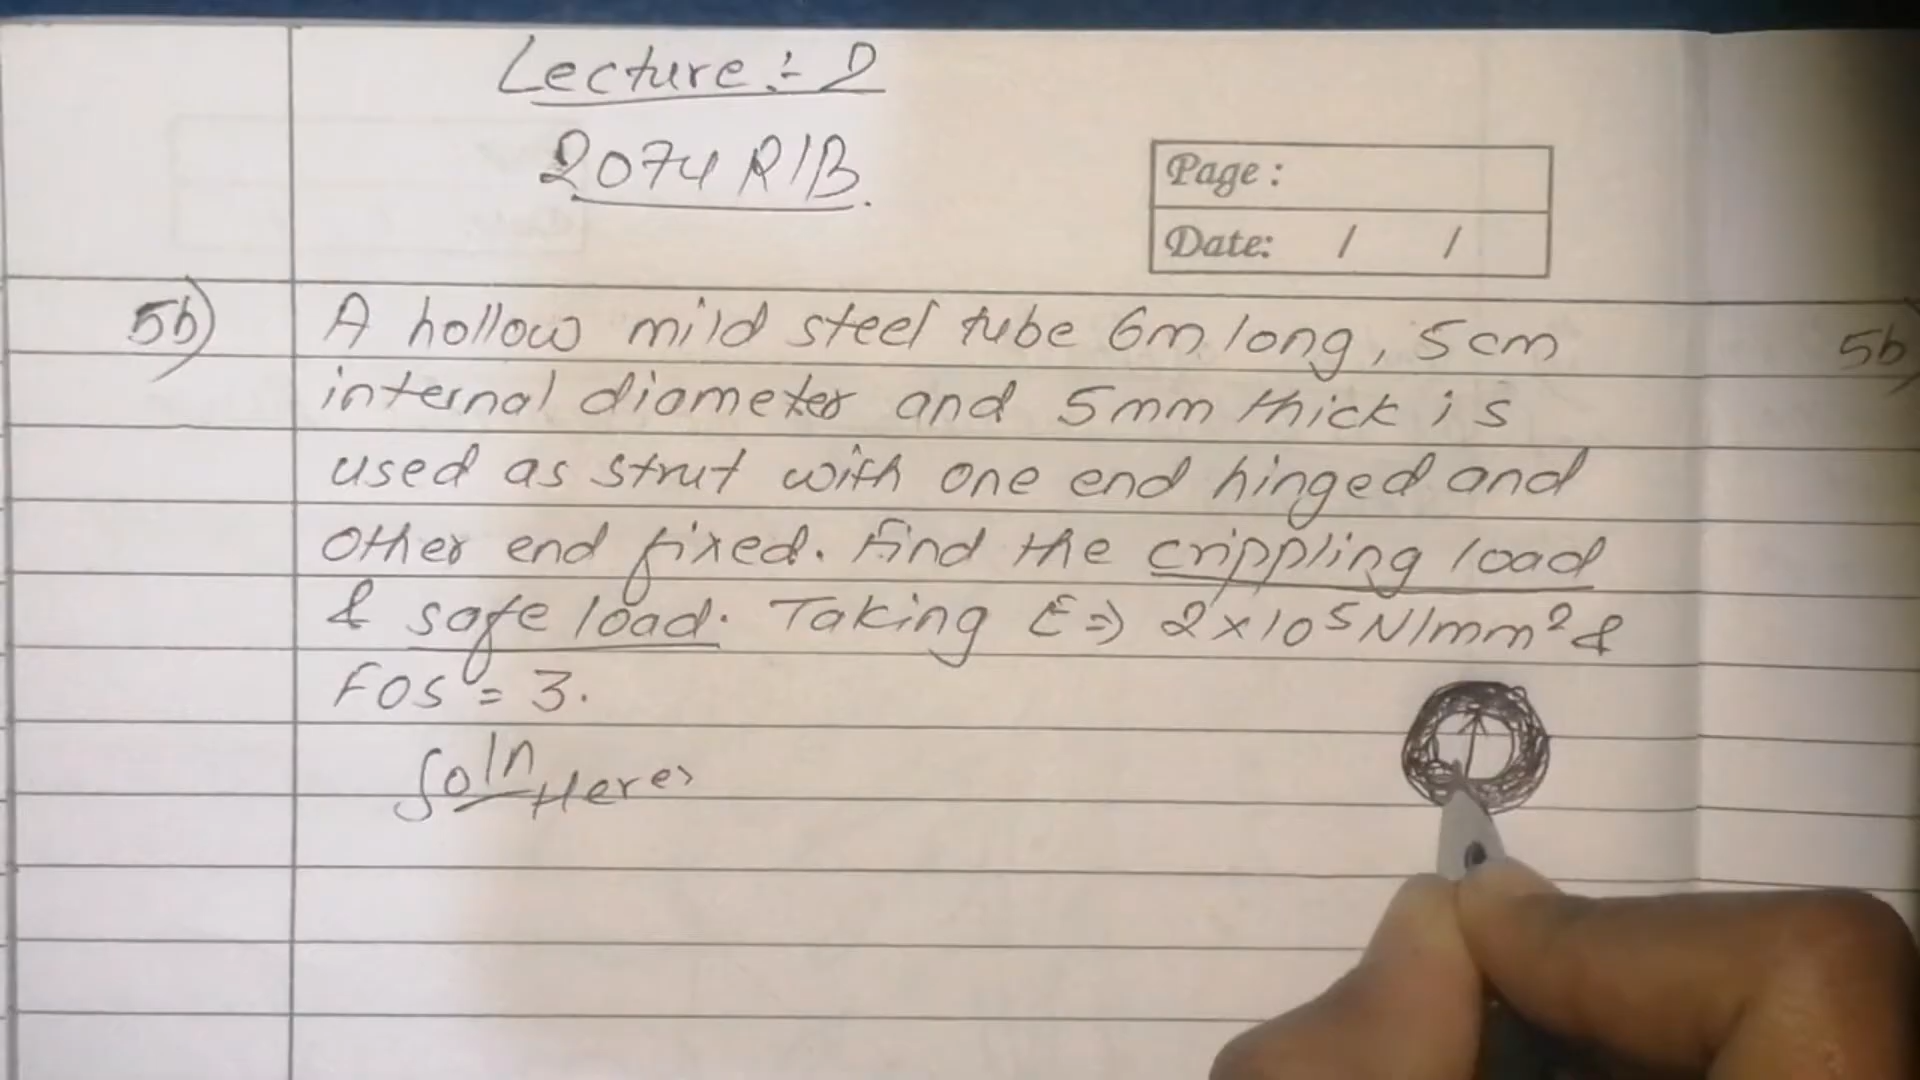 Lecture :- 2
2074 R/B.
Page :
Date: / /
5b) A hollow mild steel tube 6m long, 5cm
internal diameter and 5mm thick is
used as strut with one end hinged and
other end fixed. Find the crippling load
& safe load. Taking E => 2x10^5 N/mm² &
FOS = 3.
Soln Here,
5b)